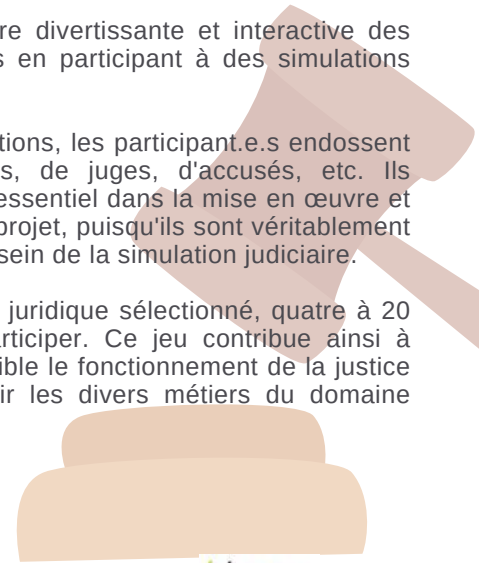 re divertissante et interactive des
s en participant à des simulations
tions, les participant.e.s endossent
s, de juges, d'accusés, etc. Ils
essentiel dans la mise en œuvre et
projet, puisqu'ils sont véritablement
sein de la simulation judiciaire.
juridique sélectionné, quatre à 20
articiper. Ce jeu contribue ainsi à
ible le fonctionnement de la justice
ir les divers métiers du domaine